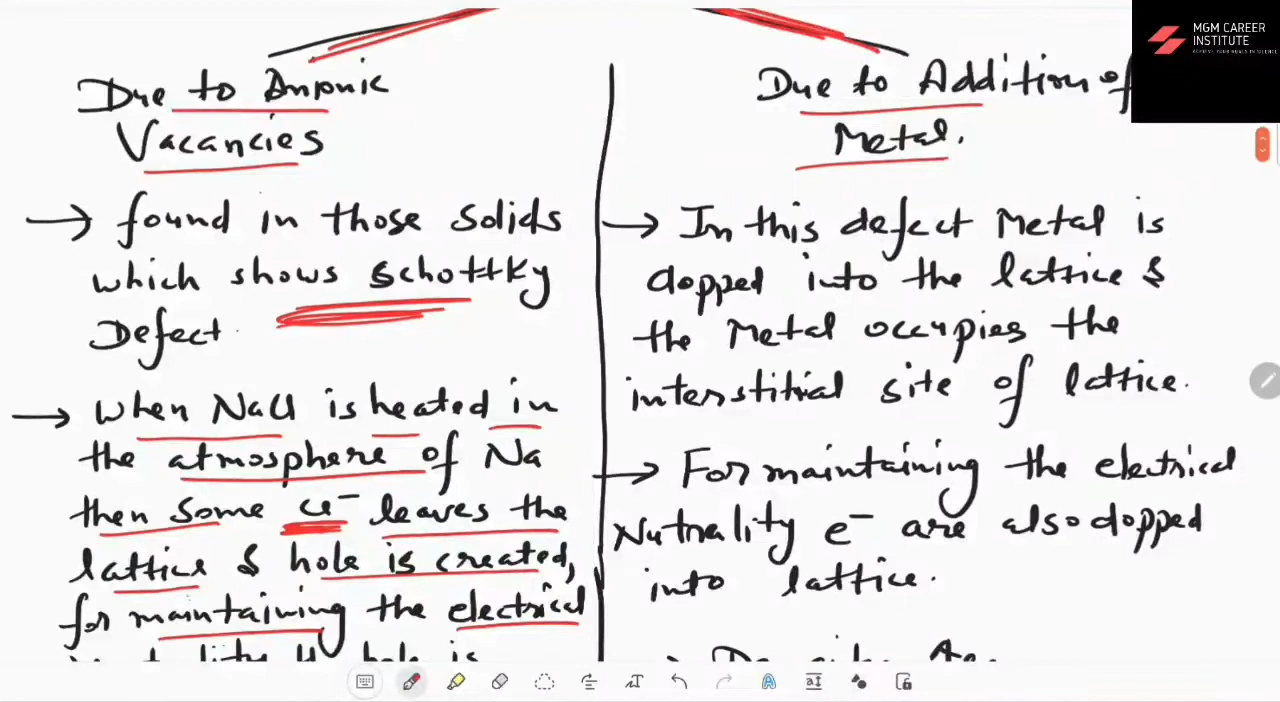 MGM CAREER
INSTITUTE
Due to Anionic
Vacancies
→ found in those solids
which shows Schottky
Defect.
→ when NaCl is heated in
the atmosphere of Na
then some Cl⁻ leaves the
lattice & hole is created,
for maintaining the electrical
hole is
Due to Addition of
Metal.
→ In this defect Metal is
dopped into the lattice &
the Metal occupies the
interstitial site of lattice.
→ For maintaining the electrical
Nutrality e⁻ are also dopped
into lattice.